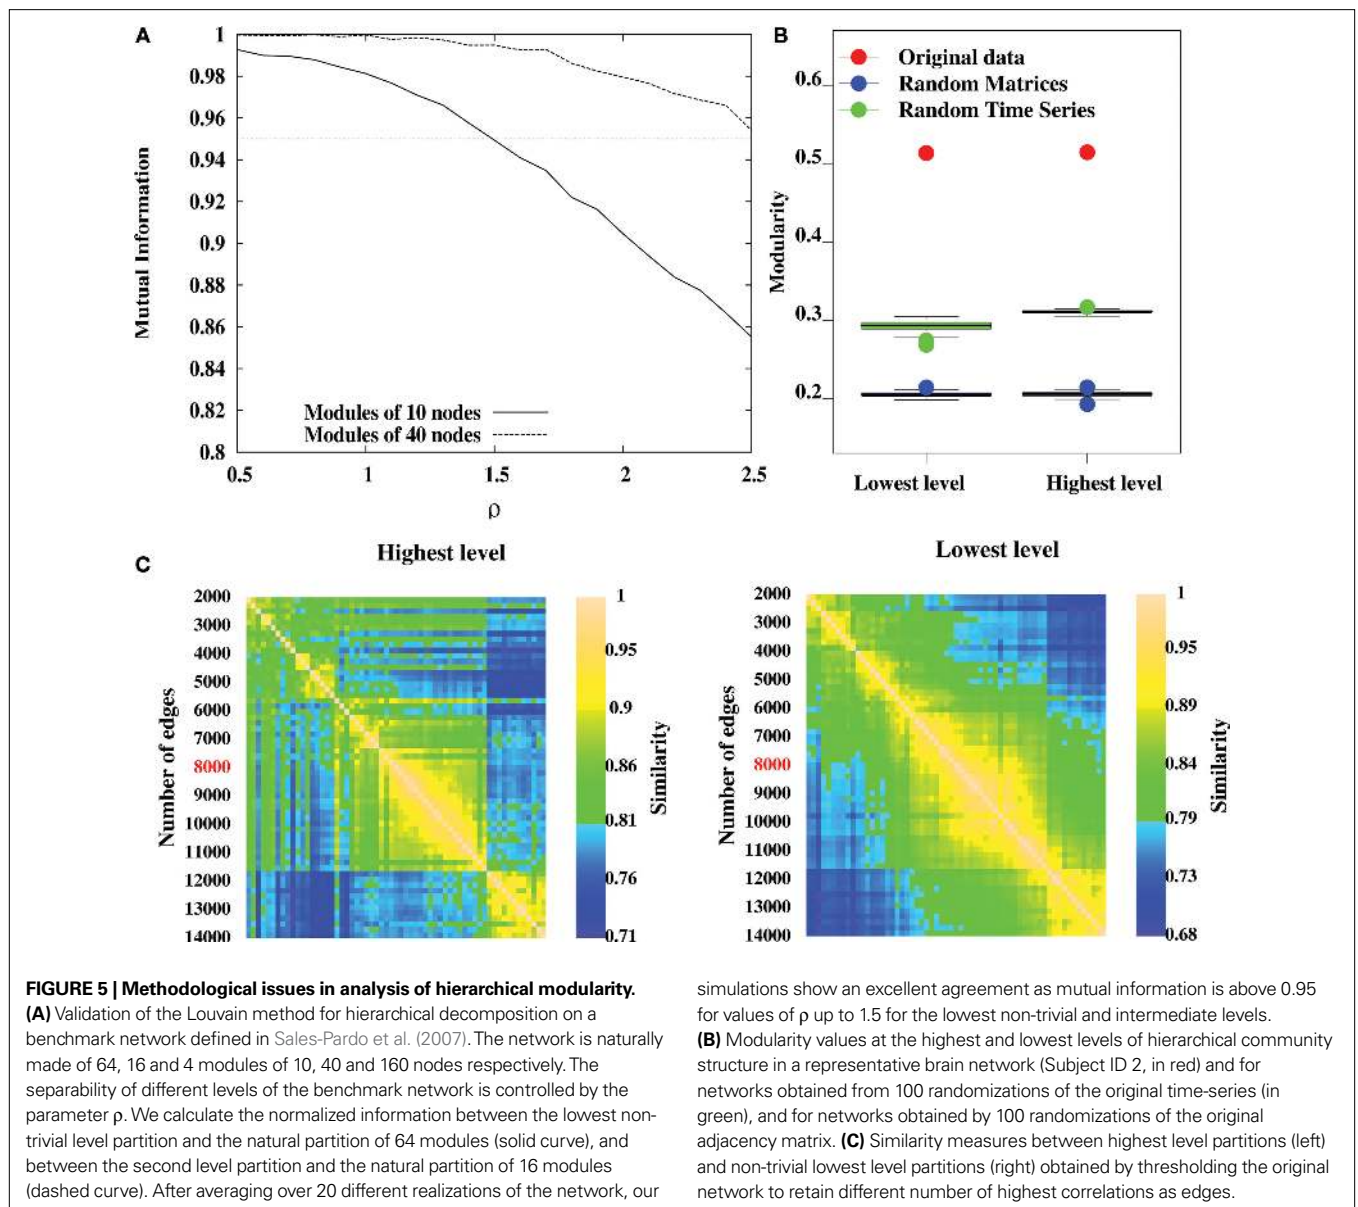 A
1
0.98
0.96
0.94
0.92
0.9
0.88
0.86
0.84
0.82
0.8
Mutual Information
Modules of 10 nodes
Modules of 40 nodes
0.5
1
1.5
2
2.5
ρ
B
Original data
Random Matrices
Random Time Series
0.6
0.5
0.4
0.3
0.2
Modularity
Lowest level
Highest level
C
Highest level
2000
3000
4000
5000
6000
7000
8000
9000
10000
11000
12000
13000
14000
Number of edges
1
0.95
0.9
0.86
0.81
0.76
0.71
Similarity
Lowest level
2000
3000
4000
5000
6000
7000
8000
9000
10000
11000
12000
13000
14000
Number of edges
1
0.95
0.89
0.84
0.79
0.73
0.68
Similarity
FIGURE 5 | Methodological issues in analysis of hierarchical modularity.
(A) Validation of the Louvain method for hierarchical decomposition on a
benchmark network defined in Sales-Pardo et al. (2007). The network is naturally
made of 64, 16 and 4 modules of 10, 40 and 160 nodes respectively. The
separability of different levels of the benchmark network is controlled by the
parameter ρ. We calculate the normalized information between the lowest non-
trivial level partition and the natural partition of 64 modules (solid curve), and
between the second level partition and the natural partition of 16 modules
(dashed curve). After averaging over 20 different realizations of the network, our
simulations show an excellent agreement as mutual information is above 0.95
for values of ρ up to 1.5 for the lowest non-trivial and intermediate levels.
(B) Modularity values at the highest and lowest levels of hierarchical community
structure in a representative brain network (Subject ID 2, in red) and for
networks obtained from 100 randomizations of the original time-series (in
green), and for networks obtained by 100 randomizations of the original
adjacency matrix. (C) Similarity measures between highest level partitions (left)
and non-trivial lowest level partitions (right) obtained by thresholding the original
network to retain different number of highest correlations as edges.